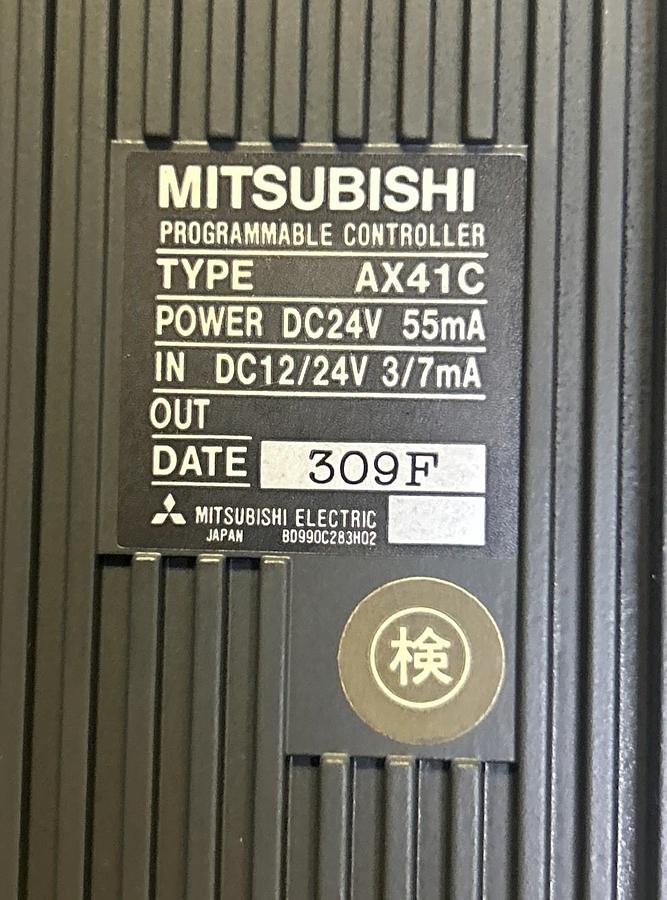 MITSUBISHI
PROGRAMMABLE CONTROLLER
TYPE AX41C
POWER DC24V 55mA
IN DC12/24V 3/7mA
OUT
DATE 309F
MITSUBISHI ELECTRIC
JAPAN BD990C283H02
検